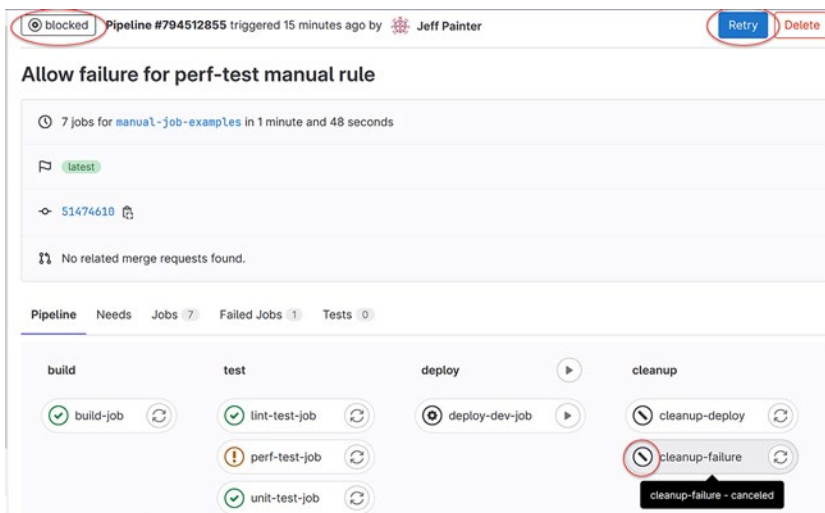 blocked Pipeline #794512855 triggered 15 minutes ago by Jeff Painter Retry Delete
Allow failure for perf-test manual rule
7 jobs for manual-job-examples in 1 minute and 48 seconds
latest
51474610
No related merge requests found.
Pipeline Needs Jobs 7 Failed Jobs 1 Tests 0
build test deploy cleanup
build-job lint-test-job deploy-dev-job cleanup-deploy
perf-test-job cleanup-failure
unit-test-job cleanup-failure - canceled